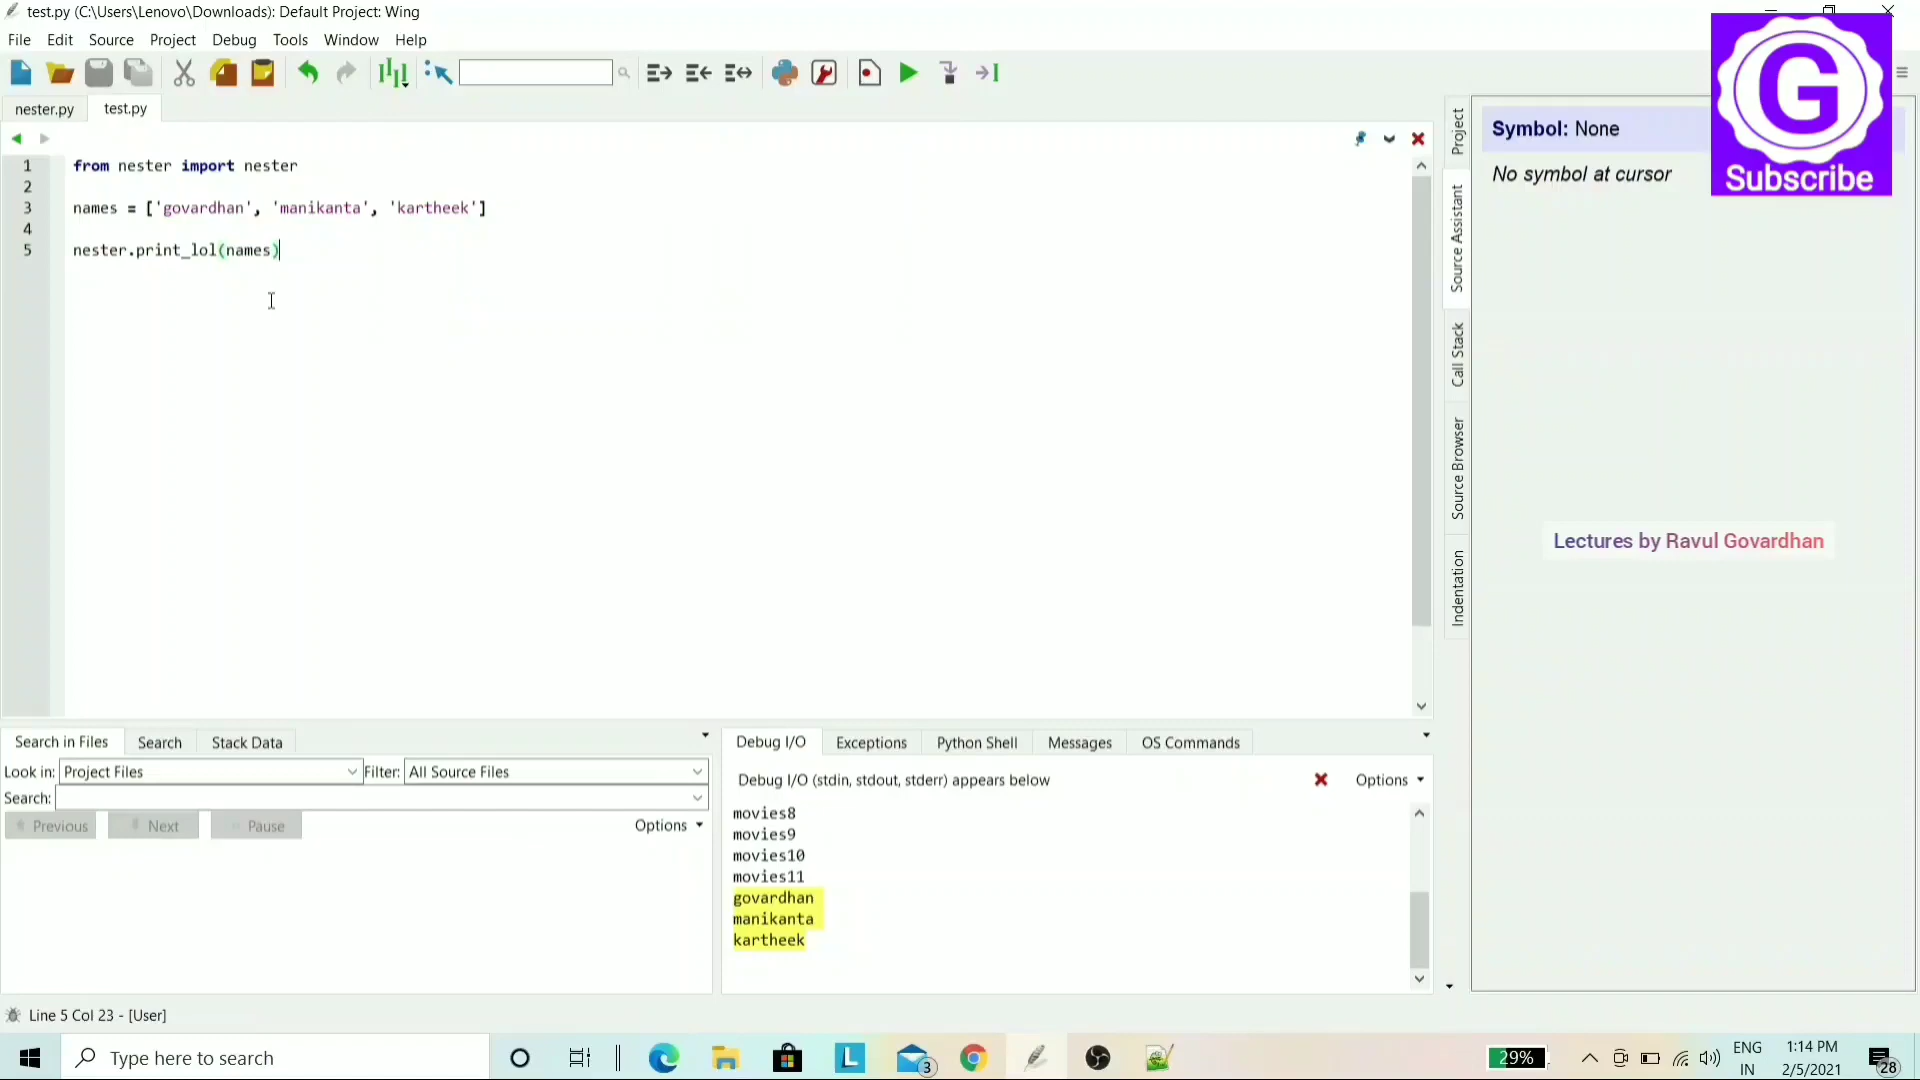 test.py (C:\Users\Lenovo\Downloads): Default Project: Wing
File Edit Source Project Debug Tools Window Help
nester.py test.py
1 from nester import nester
2
3 names = ['govardhan', 'manikanta', 'kartheek']
4
5 nester.print_lol(names)
Project
Source Assistant
Call Stack
Source Browser
Indentation
Symbol: None
No symbol at cursor
G
Subscribe
Lectures by Ravul Govardhan
Search in Files Search Stack Data
Look in: Project Files Filter: All Source Files
Search:
Previous Next Pause Options
Debug I/O Exceptions Python Shell Messages OS Commands
Debug I/O (stdin, stdout, stderr) appears below Options
movies8
movies9
movies10
movies11
govardhan
manikanta
kartheek
Line 5 Col 23 - [User]
Type here to search
L
3
29%
ENG
IN
1:14 PM
2/5/2021
28